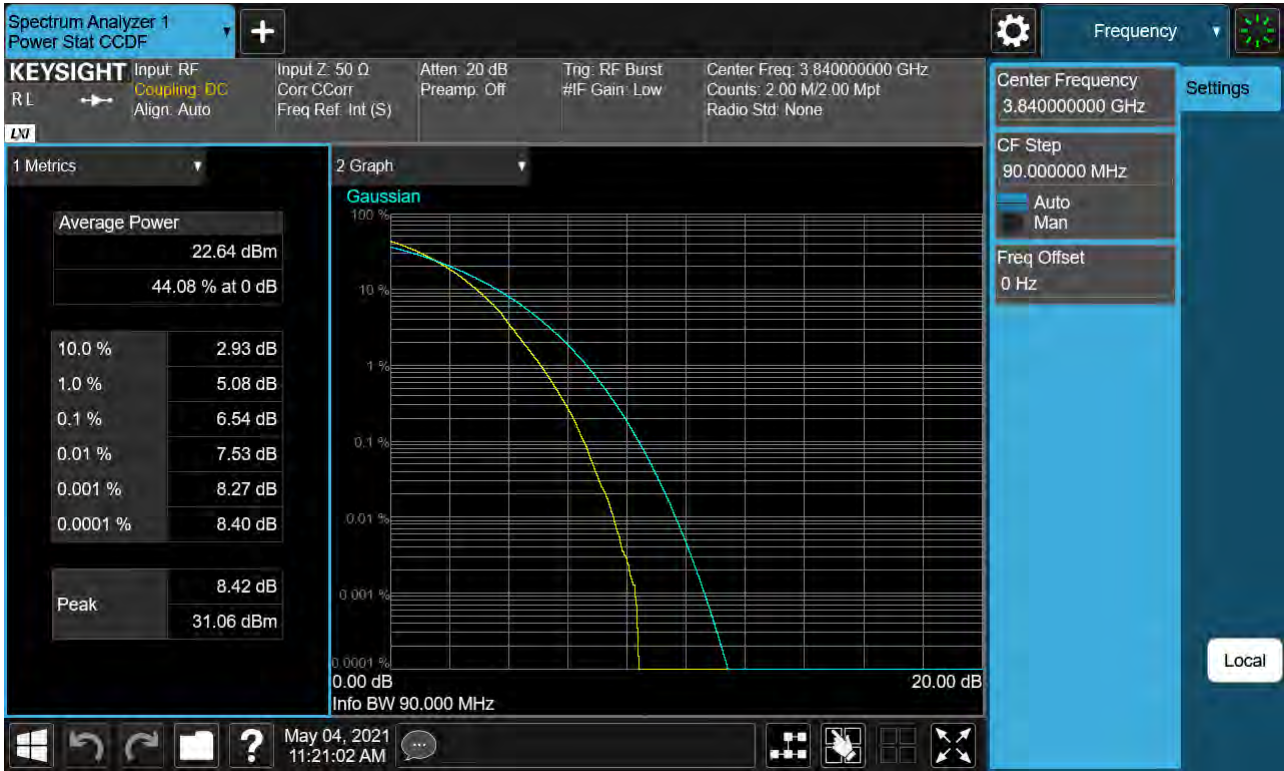 Spectrum Analyzer 1
Power Stat CCDF
+
Frequency
KEYSIGHT
RL
LXI
Input: RF
Coupling: DC
Align: Auto
Input Z: 50 Ω
Corr CCorr
Freq Ref: Int (S)
Atten: 20 dB
Preamp: Off
Trig: RF Burst
#IF Gain: Low
Center Freq: 3.840000000 GHz
Counts: 2.00 M/2.00 Mpt
Radio Std: None
1 Metrics
Average Power
22.64 dBm
44.08 % at 0 dB
10.0 % 2.93 dB
1.0 % 5.08 dB
0.1 % 6.54 dB
0.01 % 7.53 dB
0.001 % 8.27 dB
0.0001 % 8.40 dB
Peak
8.42 dB
31.06 dBm
2 Graph
Gaussian
100 %
10 %
1 %
0.1 %
0.01 %
0.001 %
0.0001 %
0.00 dB 20.00 dB
Info BW 90.000 MHz
Center Frequency
3.840000000 GHz
CF Step
90.000000 MHz
Auto
Man
Freq Offset
0 Hz
Settings
Local
?
May 04, 2021
11:21:02 AM